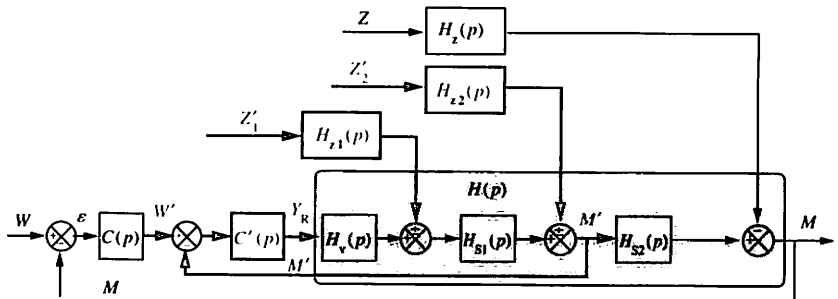 Z
H_z(p)
Z'_2
H_z2(p)
Z'_1
H_z1(p)
H(p)
W
ε
C(p)
W'
C'(p)
Y_R
H_v(p)
H_S1(p)
M'
H_S2(p)
M
M'
M